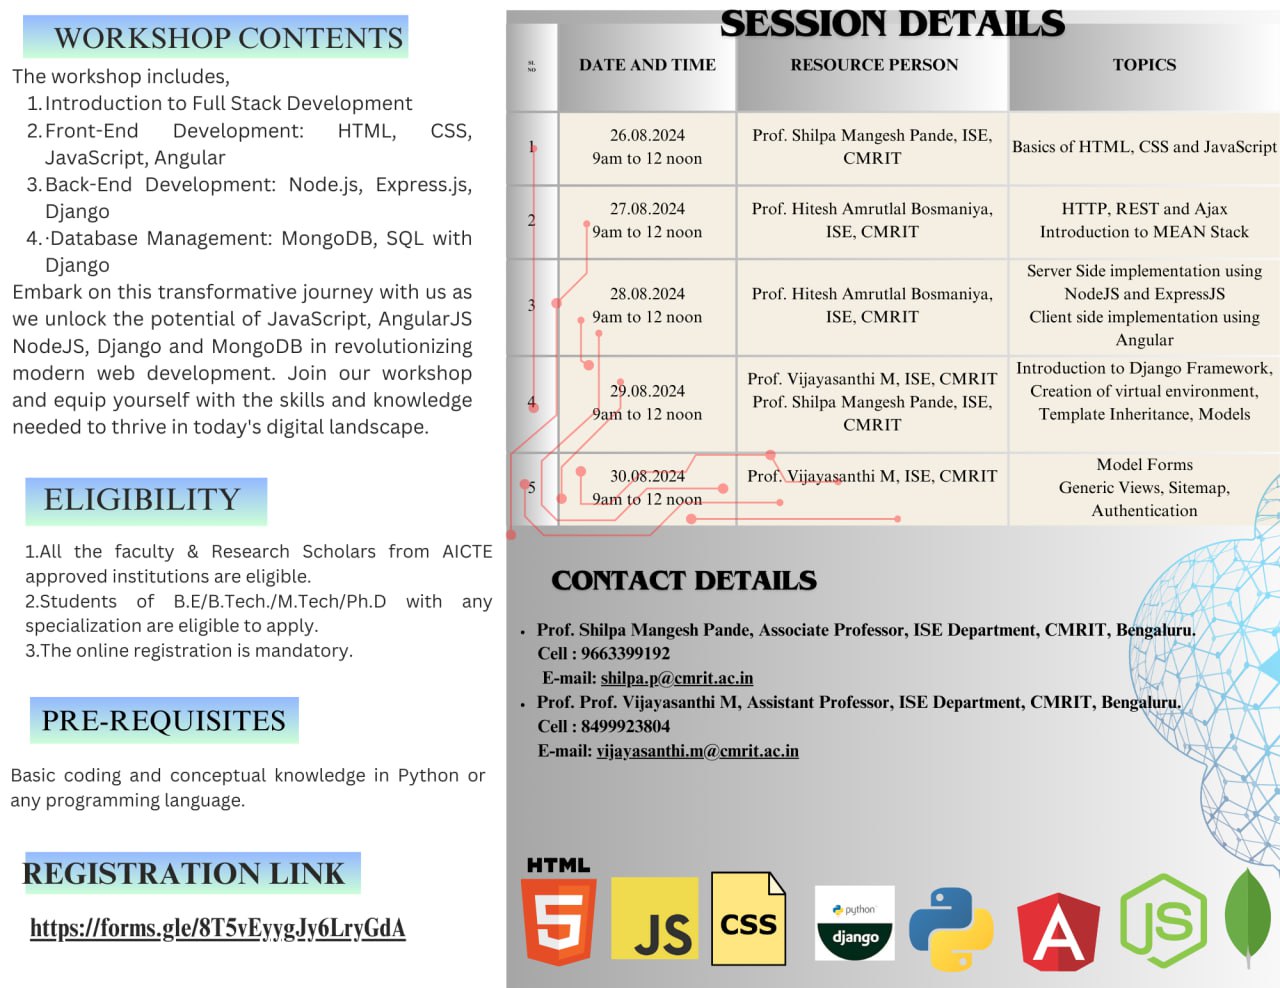 WORKSHOP CONTENTS
The workshop includes,
1. Introduction to Full Stack Development
2. Front-End Development: HTML, CSS,
JavaScript, Angular
3. Back-End Development: Node.js, Express.js,
Django
4. ·Database Management: MongoDB, SQL with
Django
Embark on this transformative journey with us as
we unlock the potential of JavaScript, AngularJS
NodeJS, Django and MongoDB in revolutionizing
modern web development. Join our workshop
and equip yourself with the skills and knowledge
needed to thrive in today's digital landscape.
ELIGIBILITY
1.All the faculty & Research Scholars from AICTE
approved institutions are eligible.
2.Students of B.E/B.Tech./M.Tech/Ph.D with any
specialization are eligible to apply.
3.The online registration is mandatory.
PRE-REQUISITES
Basic coding and conceptual knowledge in Python or
any programming language.
REGISTRATION LINK
https://forms.gle/8T5vEyygJy6LryGdA
SESSION DETAILS
SL
NO
DATE AND TIME
RESOURCE PERSON
TOPICS
1
26.08.2024
9am to 12 noon
Prof. Shilpa Mangesh Pande, ISE,
CMRIT
Basics of HTML, CSS and JavaScript
2
27.08.2024
9am to 12 noon
Prof. Hitesh Amrutlal Bosmaniya,
ISE, CMRIT
HTTP, REST and Ajax
Introduction to MEAN Stack
3
28.08.2024
9am to 12 noon
Prof. Hitesh Amrutlal Bosmaniya,
ISE, CMRIT
Server Side implementation using
NodeJS and ExpressJS
Client side implementation using
Angular
4
29.08.2024
9am to 12 noon
Prof. Vijayasanthi M, ISE, CMRIT
Prof. Shilpa Mangesh Pande, ISE,
CMRIT
Introduction to Django Framework,
Creation of virtual environment,
Template Inheritance, Models
5
30.08.2024
9am to 12 noon
Prof. Vijayasanthi M, ISE, CMRIT
Model Forms
Generic Views, Sitemap,
Authentication
CONTACT DETAILS
• Prof. Shilpa Mangesh Pande, Associate Professor, ISE Department, CMRIT, Bengaluru.
Cell : 9663399192
E-mail: shilpa.p@cmrit.ac.in
• Prof. Prof. Vijayasanthi M, Assistant Professor, ISE Department, CMRIT, Bengaluru.
Cell : 8499923804
E-mail: vijayasanthi.m@cmrit.ac.in
HTML
5
JS
CSS
python
django
A
JS